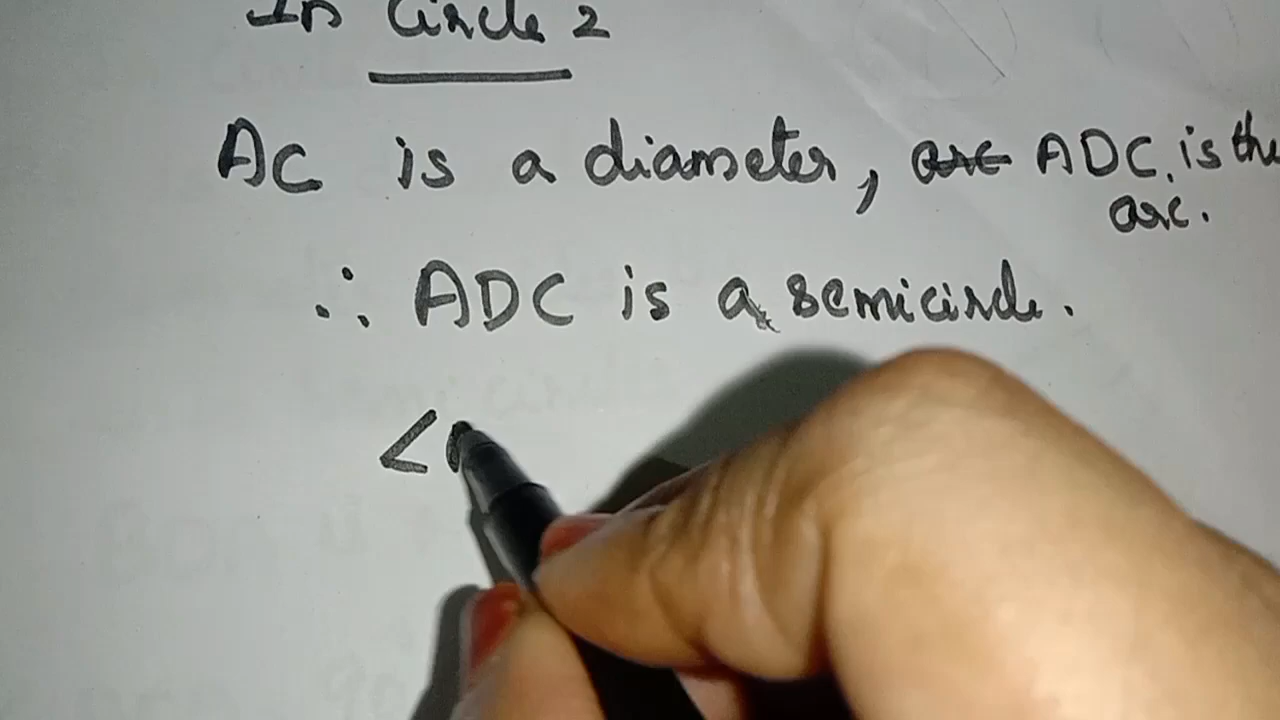 In Circle 2
AC is a diameter, arc ADC is the
arc.
∴ ADC is a semicircle.
<